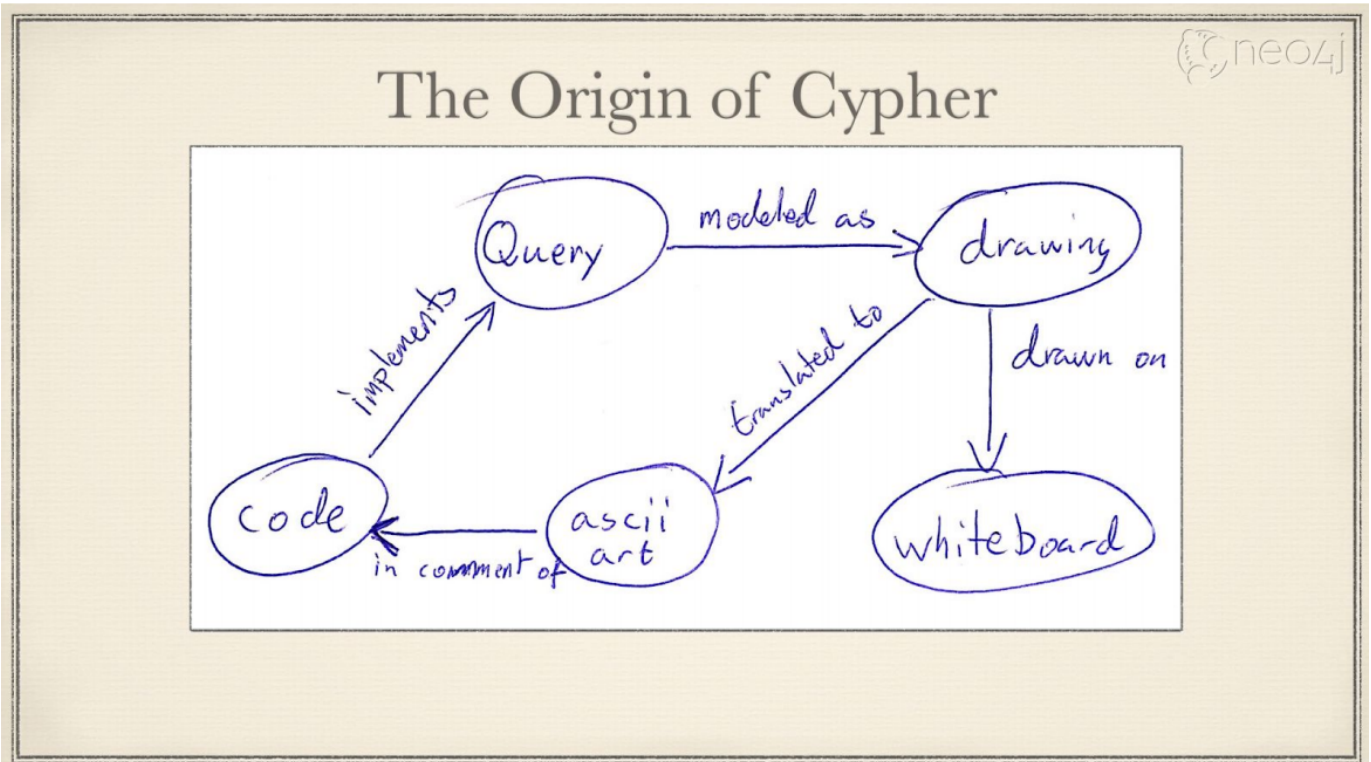 neo4j
The Origin of Cypher
Query
modeled as
drawing
implements
translated to
drawn on
code
in comment of
ascii
art
whiteboard